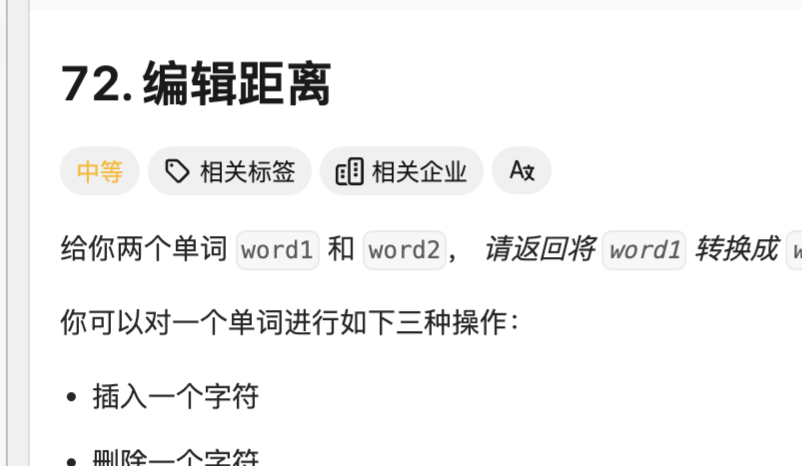 72. 编辑距离
中等 相关标签 相关企业 A文
给你两个单词 word1 和 word2， 请返回将 word1 转换成
你可以对一个单词进行如下三种操作：
插入一个字符
删除一个字符